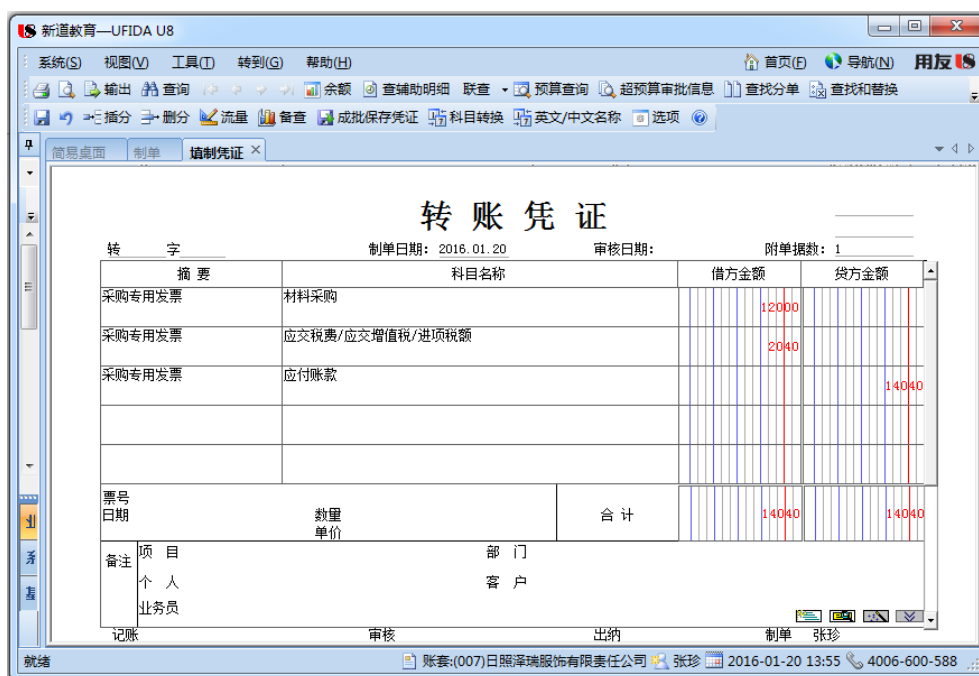 新道教育—UFIDA U8
系统(S) 视图(V) 工具(T) 转到(G) 帮助(H) 首页(F) 导航(N) 用友U8
输出 查询 余额 查辅助明细 联查 预算查询 超预算审批信息 查找分单 查找和替换
插分 删分 流量 备查 成批保存凭证 科目转换 英文/中文名称 选项
简易桌面 制单 填制凭证
转 账 凭 证
转 字 制单日期: 2016.01.20 审核日期: 附单据数: 1
摘 要 科目名称 借方金额 贷方金额
采购专用发票 材料采购 12000
采购专用发票 应交税费/应交增值税/进项税额 2040
采购专用发票 应付账款 14040
票号
日期 数量 合 计 14040 14040
单价
备注 项 目 部 门
个 人 客 户
业务员
业
系
基
记账 审核 出纳 制单 张珍
就绪 账套:(007)日照泽瑞服饰有限责任公司 张珍 2016-01-20 13:55 4006-600-588